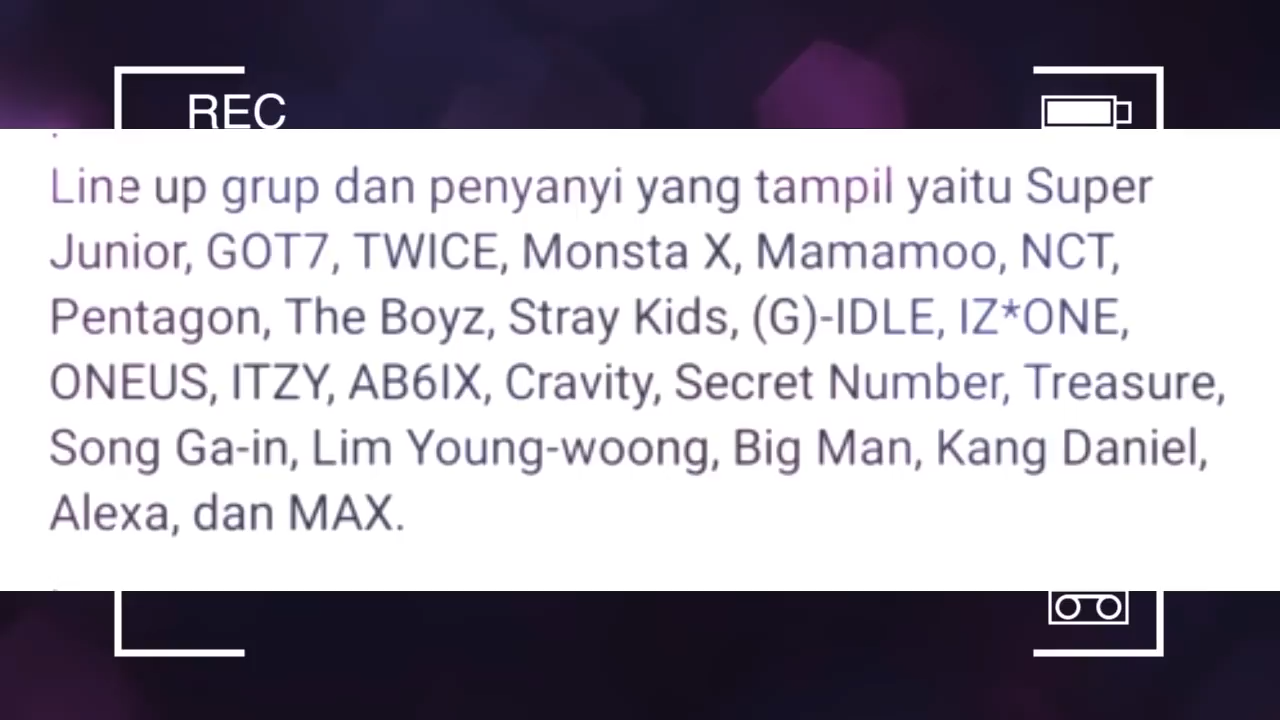 REC
Line up grup dan penyanyi yang tampil yaitu Super
Junior, GOT7, TWICE, Monsta X, Mamamoo, NCT,
Pentagon, The Boyz, Stray Kids, (G)-IDLE, IZ*ONE,
ONEUS, ITZY, AB6IX, Cravity, Secret Number, Treasure,
Song Ga-in, Lim Young-woong, Big Man, Kang Daniel,
Alexa, dan MAX.